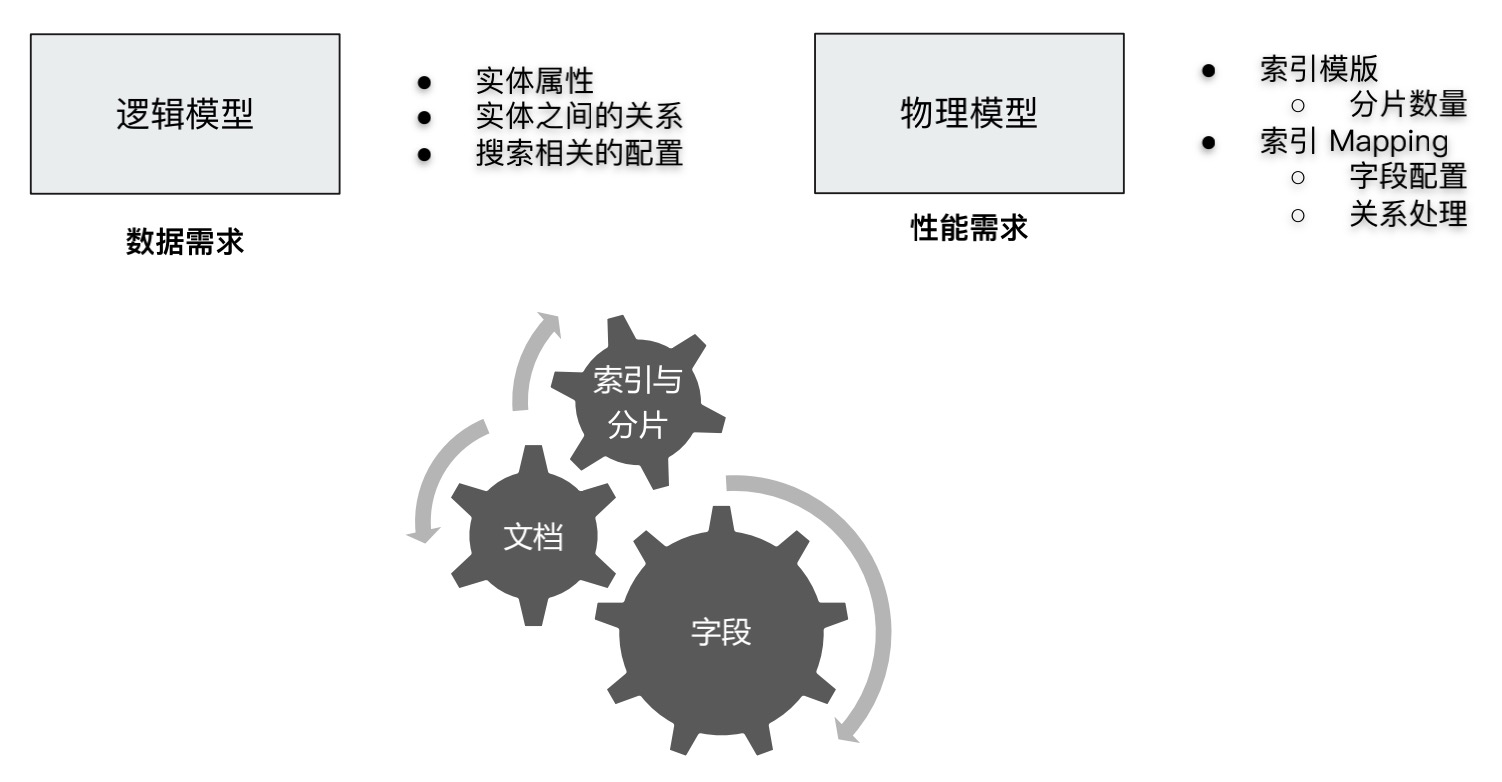 逻辑模型
数据需求
● 实体属性
● 实体之间的关系
● 搜索相关的配置
物理模型
性能需求
● 索引模版
○ 分片数量
● 索引 Mapping
○ 字段配置
○ 关系处理
索引与
分片
文档
字段